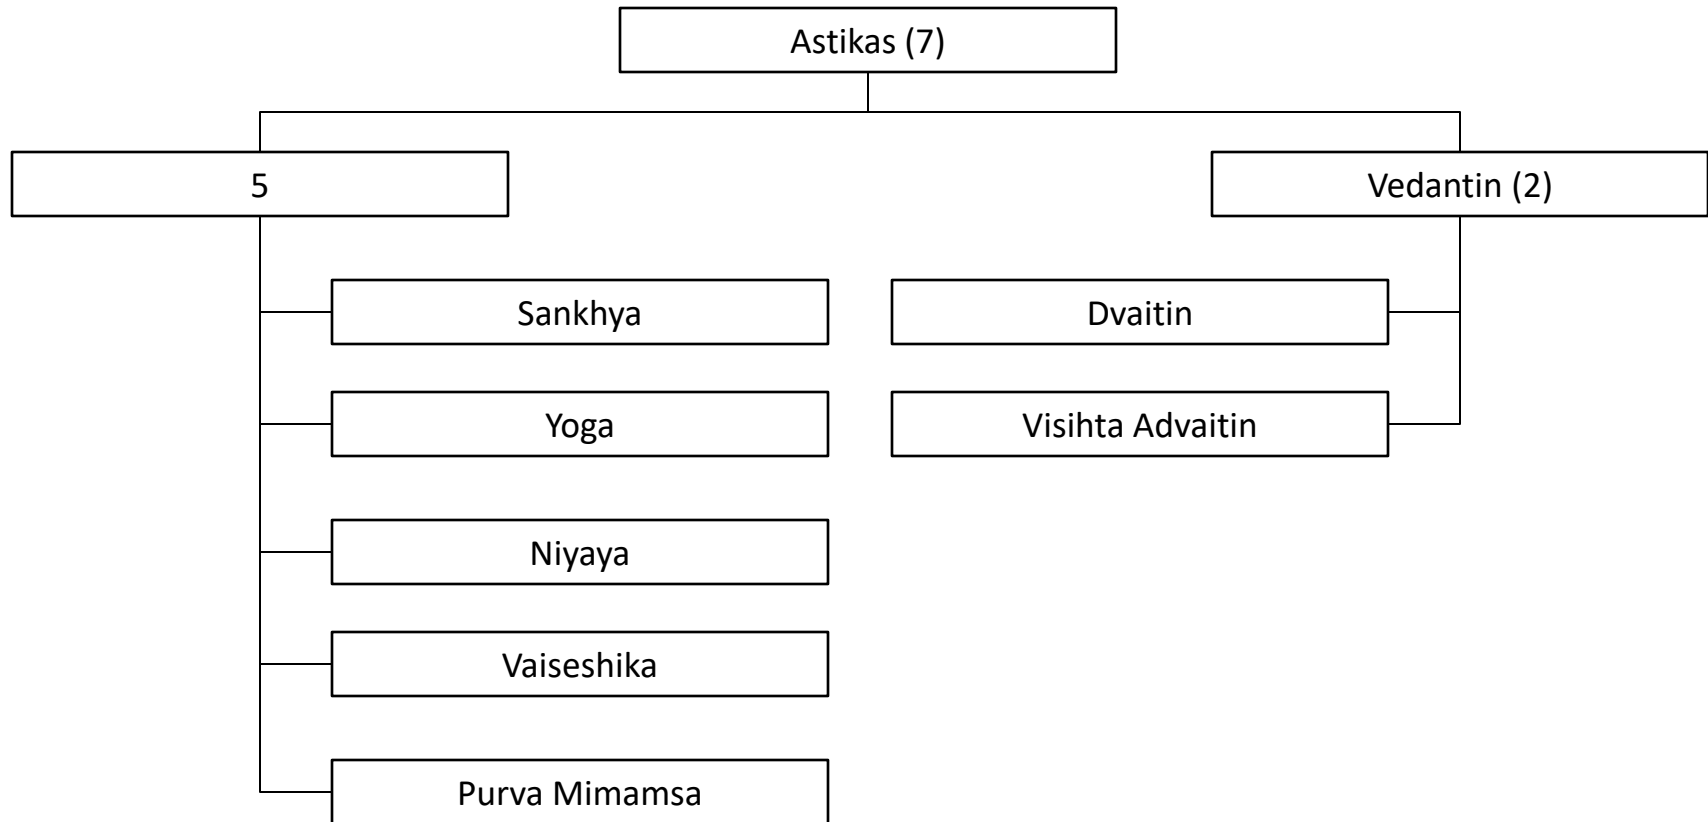 Astikas (7)
5
Vedantin (2)
Sankhya
Dvaitin
Yoga
Visihta Advaitin
Niyaya
Vaiseshika
Purva Mimamsa